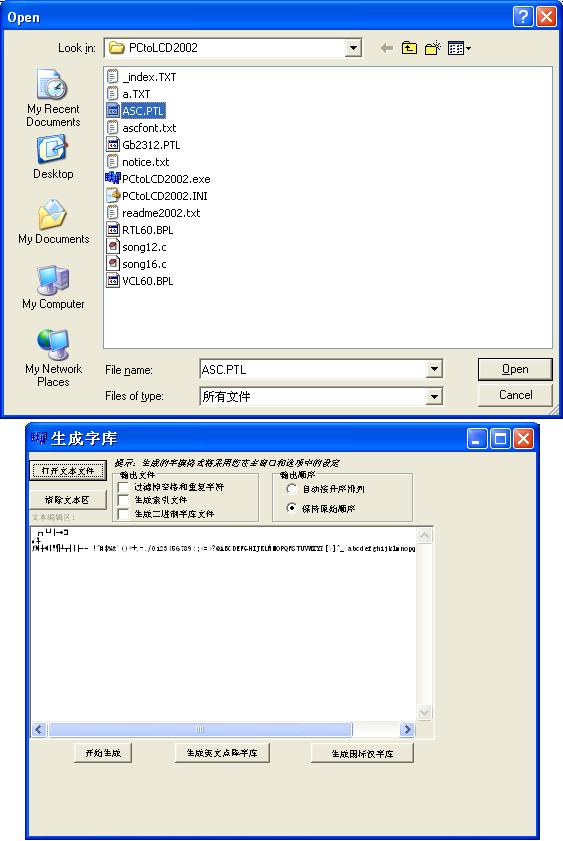 Open
Look in:
PCtoLCD2002
My Recent
Documents
Desktop
My Documents
My Computer
My Network
Places
_index.TXT
a.TXT
ASC.PTL
ascfont.txt
Gb2312.PTL
notice.txt
PCtoLCD2002.exe
PCtoLCD2002.INI
readme2002.txt
RTL60.BPL
song12.c
song16.c
VCL60.BPL
File name:
ASC.PTL
Open
Files of type:
所有文件
Cancel
生成字库
打开文本文件
清除文本区
文本编辑区:
提示：生成的字模格式将采用您在主窗口和选项中的设定
输出文件
过滤掉空格和重复字符
生成索引文件
生成二进制字库文件
输出顺序
自动按升序排列
保持原始顺序
开始生成
生成英文点阵字库
生成国标汉字库